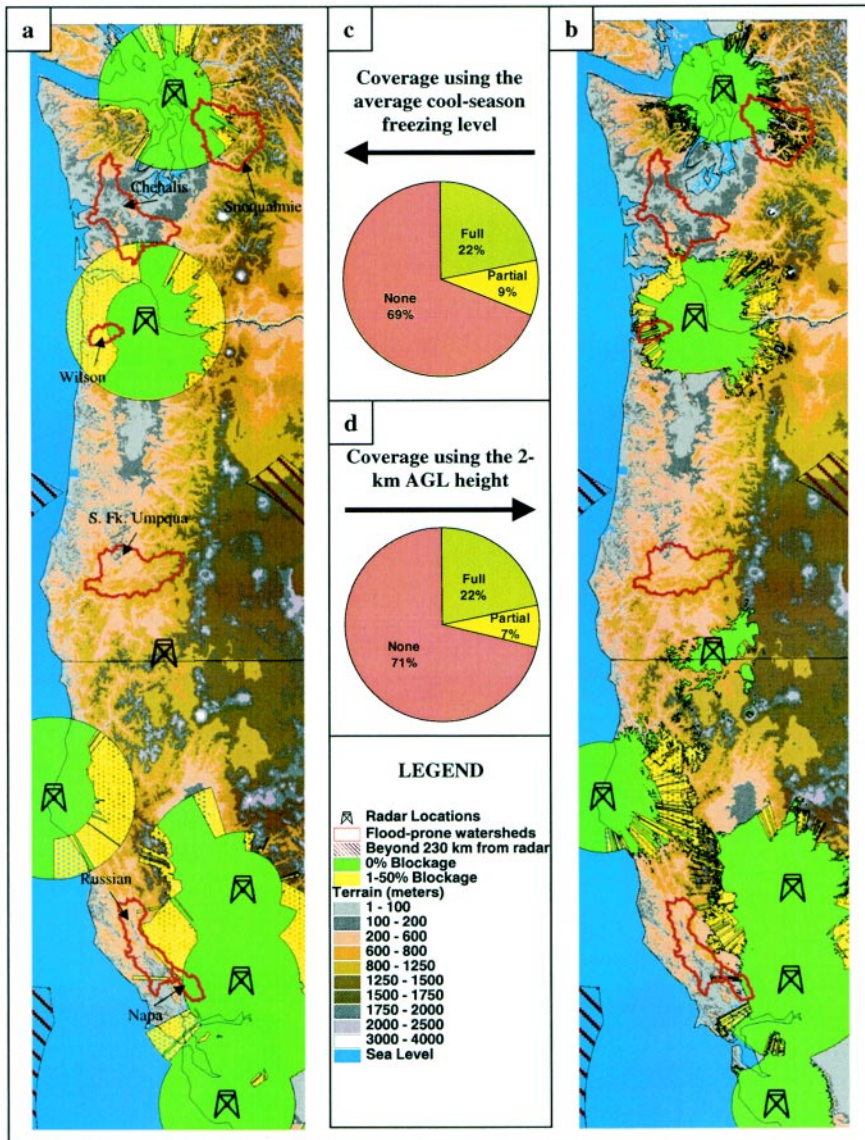 a
Chehalis
Snoqualmie
Wilson
S. Fk. Umpqua
Russian
Napa
c
Coverage using the
average cool-season
freezing level
Full
22%
Partial
9%
None
69%
d
Coverage using the 2-
km AGL height
Full
22%
Partial
7%
None
71%
LEGEND
Radar Locations
Flood-prone watersheds
Beyond 230 km from radar
0% Blockage
1-50% Blockage
Terrain (meters)
1 - 100
100 - 200
200 - 600
600 - 800
800 - 1250
1250 - 1500
1500 - 1750
1750 - 2000
2000 - 2500
3000 - 4000
Sea Level
b